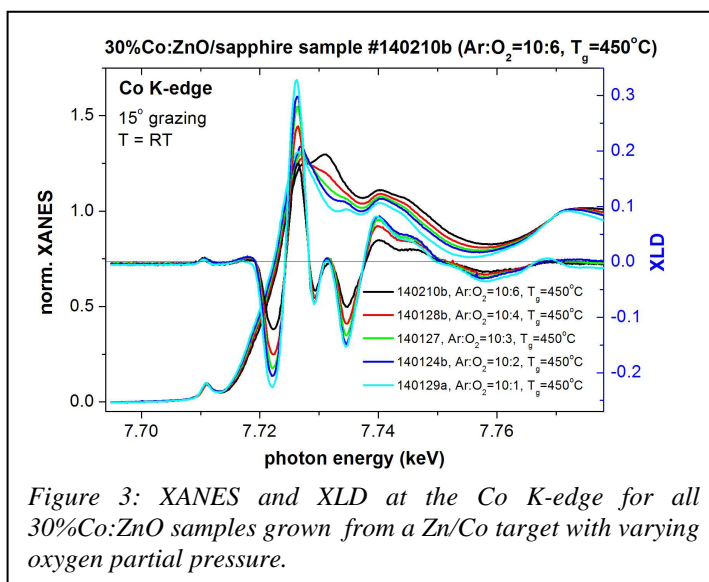 30%Co:ZnO/sapphire sample #140210b (Ar:O2=10:6, Tg=450°C)
Co K-edge
15° grazing
T = RT
norm. XANES
1.5
1.0
0.5
0.0
0.3
0.2
0.1
0.0
-0.1
-0.2
XLD
140210b, Ar:O2=10:6, Tg=450°C
140128b, Ar:O2=10:4, Tg=450°C
140127, Ar:O2=10:3, Tg=450°C
140124b, Ar:O2=10:2, Tg=450°C
140129a, Ar:O2=10:1, Tg=450°C
7.70 7.72 7.74 7.76
photon energy (keV)
Figure 3: XANES and XLD at the Co K-edge for all
30%Co:ZnO samples grown from a Zn/Co target with varying
oxygen partial pressure.